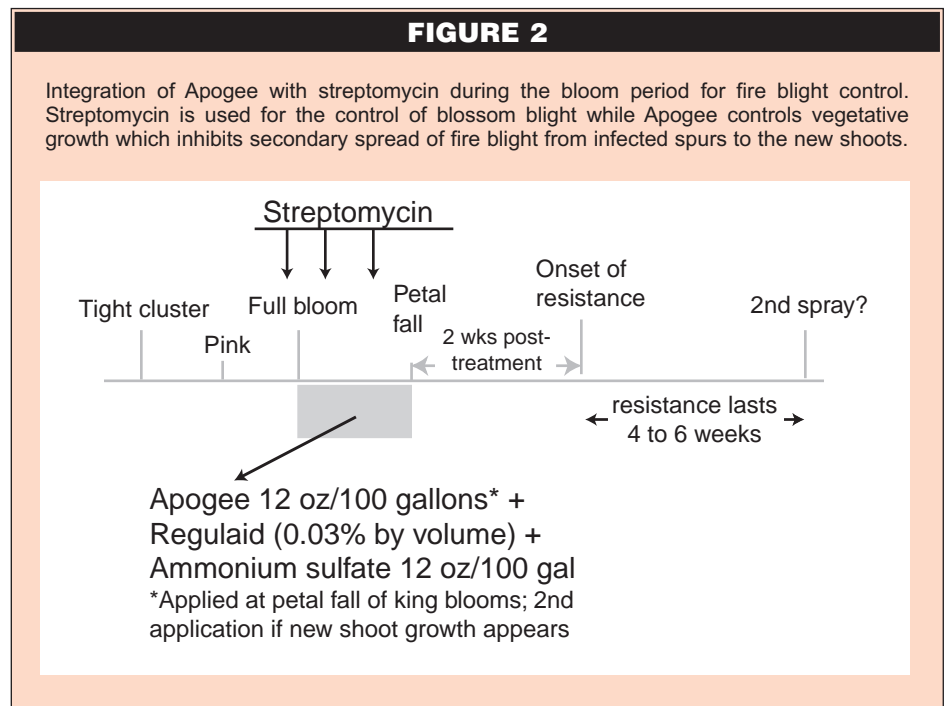 FIGURE 2
Integration of Apogee with streptomycin during the bloom period for fire blight control.
Streptomycin is used for the control of blossom blight while Apogee controls vegetative
growth which inhibits secondary spread of fire blight from infected spurs to the new shoots.
Streptomycin
Tight cluster
Pink
Full bloom
Petal
fall
2 wks post-
treatment
Onset of
resistance
2nd spray?
resistance lasts
4 to 6 weeks
Apogee 12 oz/100 gallons* +
Regulaid (0.03% by volume) +
Ammonium sulfate 12 oz/100 gal
*Applied at petal fall of king blooms; 2nd
application if new shoot growth appears